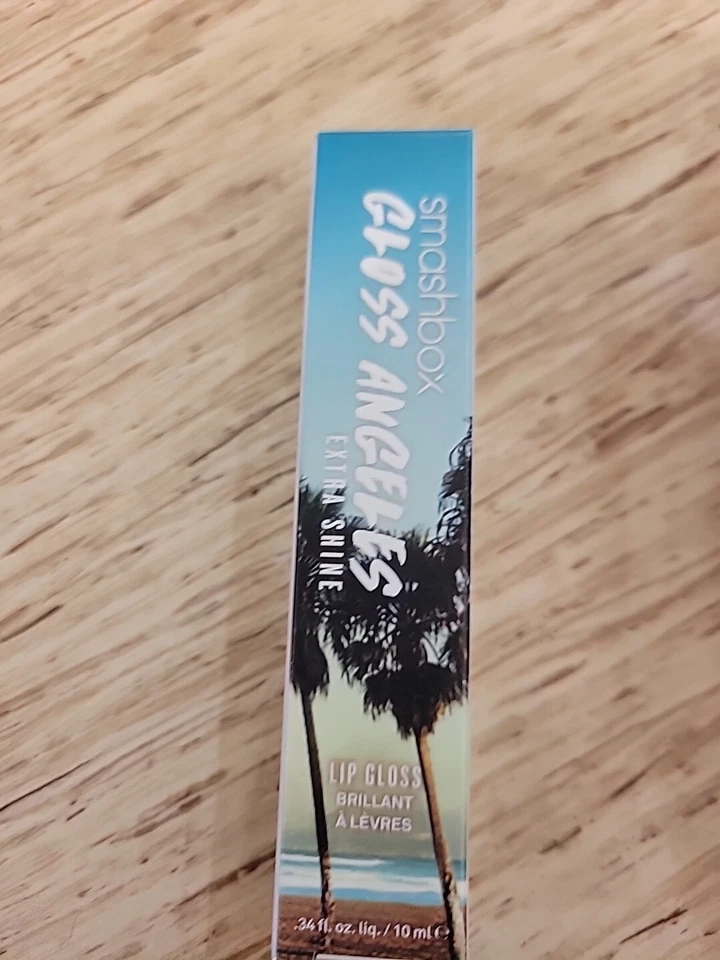 smashbox
GLOSS ANGELES
EXTRA SHINE
LIP GLOSS
BRILLANT
À LÈVRES
.34 fl. oz. liq. / 10 ml ℮